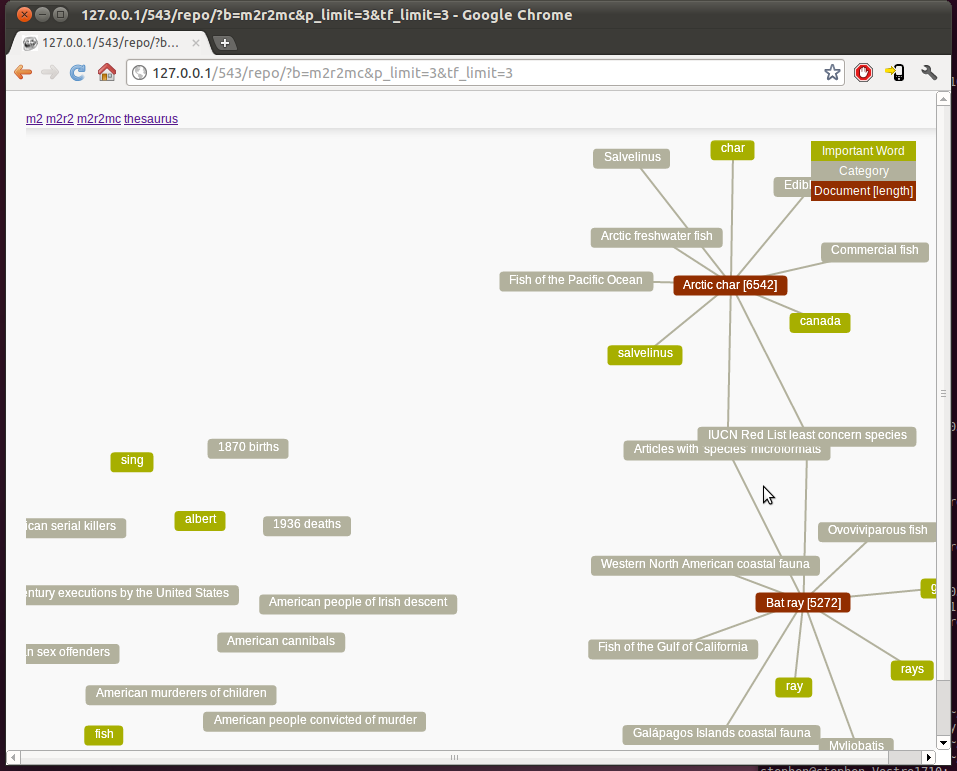 127.0.0.1/543/repo/?b=m2r2mc&p_limit=3&tf_limit=3 - Google Chrome
127.0.0.1/543/repo/?b...
127.0.0.1/543/repo/?b=m2r2mc&p_limit=3&tf_limit=3
m2 m2r2 m2r2mc thesaurus
Salvelinus
char
Important Word
Category
Edibl
Document [length]
Arctic freshwater fish
Commercial fish
Fish of the Pacific Ocean
Arctic char [6542]
canada
salvelinus
IUCN Red List least concern species
Articles with 'species' microformats
1870 births
sing
albert
1936 deaths
ican serial killers
Ovoviviparous fish
Western North American coastal fauna
entury executions by the United States
American people of Irish descent
Bat ray [5272]
g
American cannibals
n sex offenders
Fish of the Gulf of California
rays
ray
American murderers of children
American people convicted of murder
fish
Galápagos Islands coastal fauna
Myliobatis